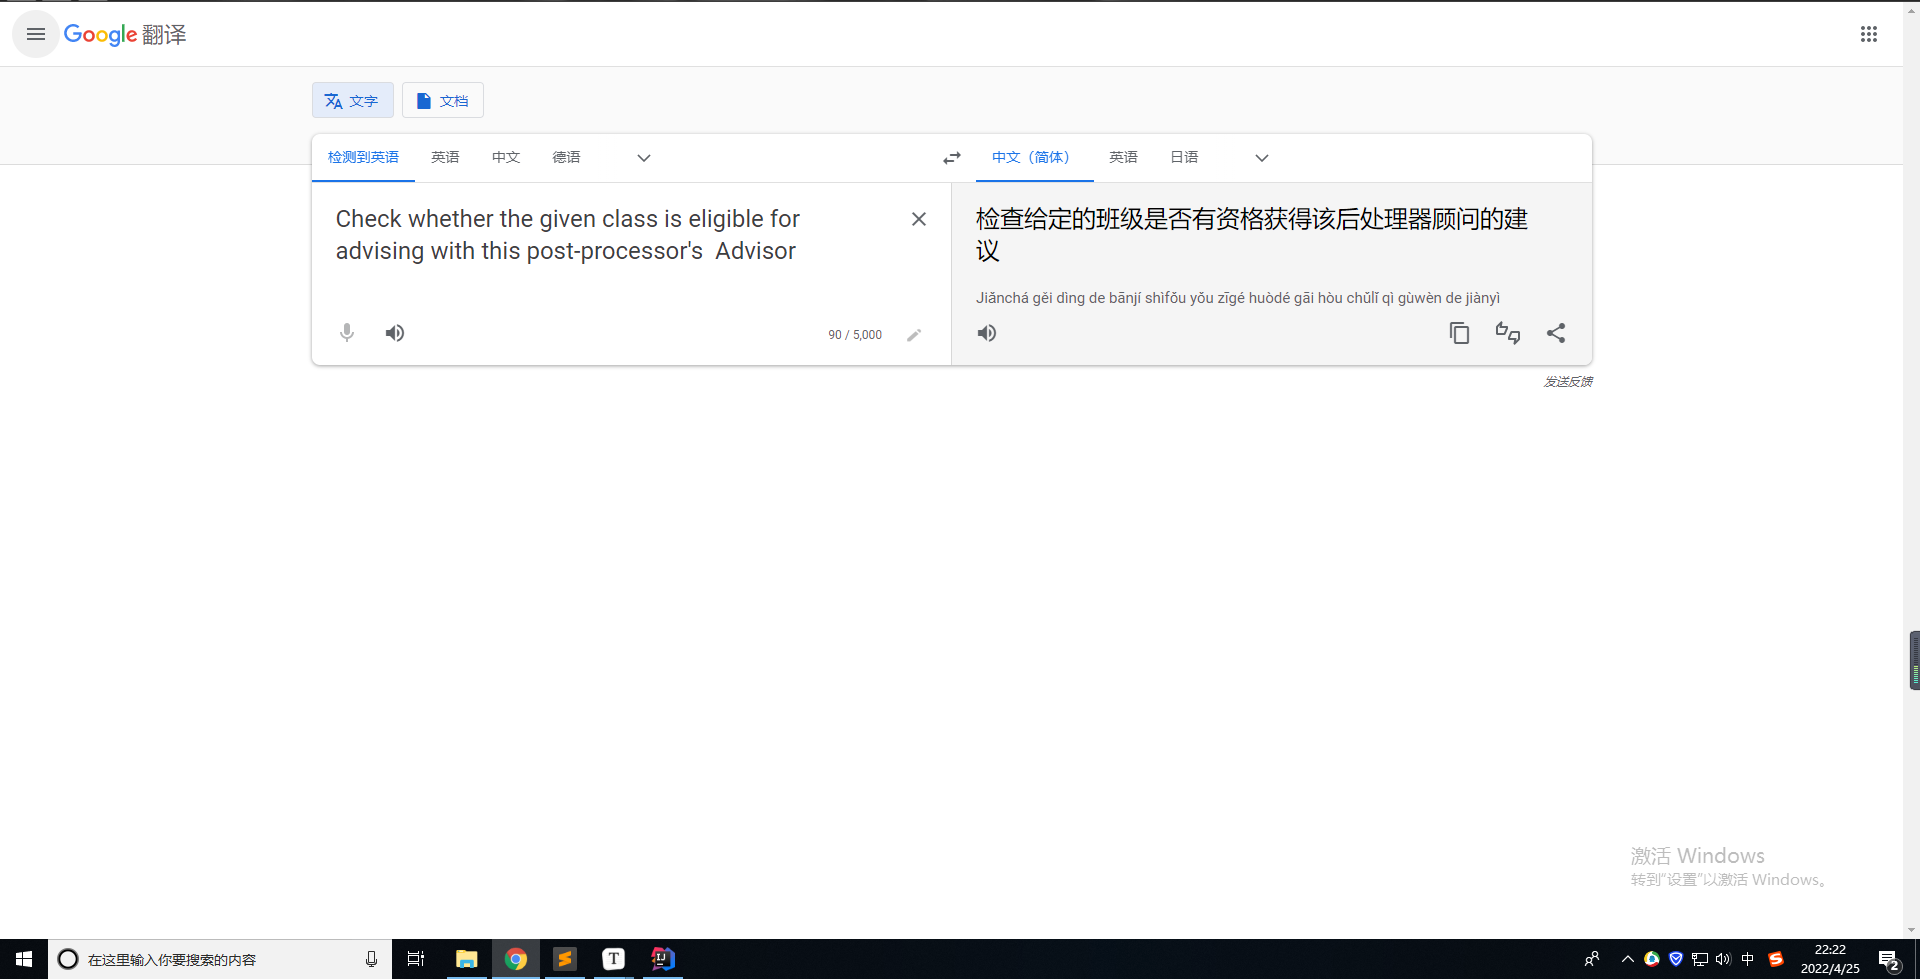 Google 翻译
文字
文档
检测到英语 英语 中文 德语
中文（简体） 英语 日语
Check whether the given class is eligible for
advising with this post-processor's  Advisor
90 / 5,000
检查给定的班级是否有资格获得该后处理器顾问的建
议
Jiǎnchá gěi dìng de bānjí shìfǒu yǒu zīgé huòdé gāi hòu chǔlǐ qì gùwèn de jiànyì
发送反馈
激活 Windows
转到“设置”以激活 Windows。
在这里输入你要搜索的内容
T
IJ
中
S
22:22
2022/4/25
2